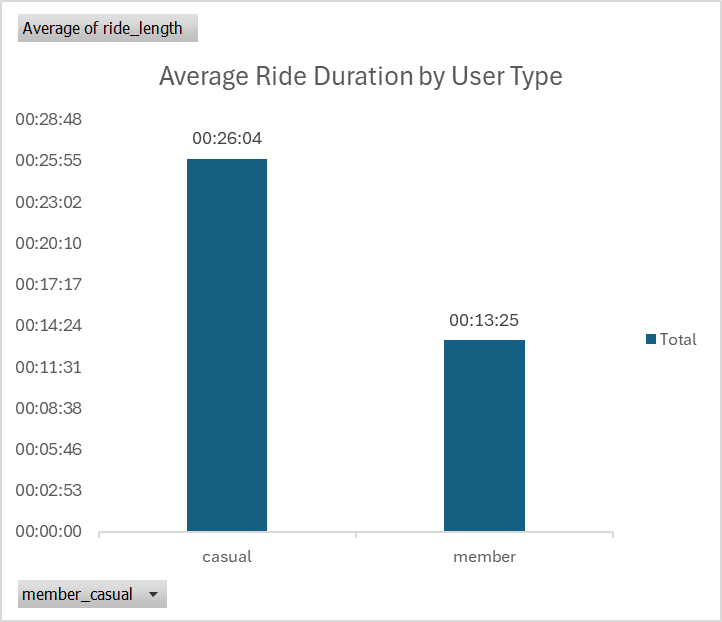 Average of ride_length
Average Ride Duration by User Type
00:28:48
00:26:04
00:25:55
00:23:02
00:20:10
00:17:17
00:14:24
00:13:25
00:11:31
00:08:38
00:05:46
00:02:53
00:00:00
Total
casual
member
member_casual